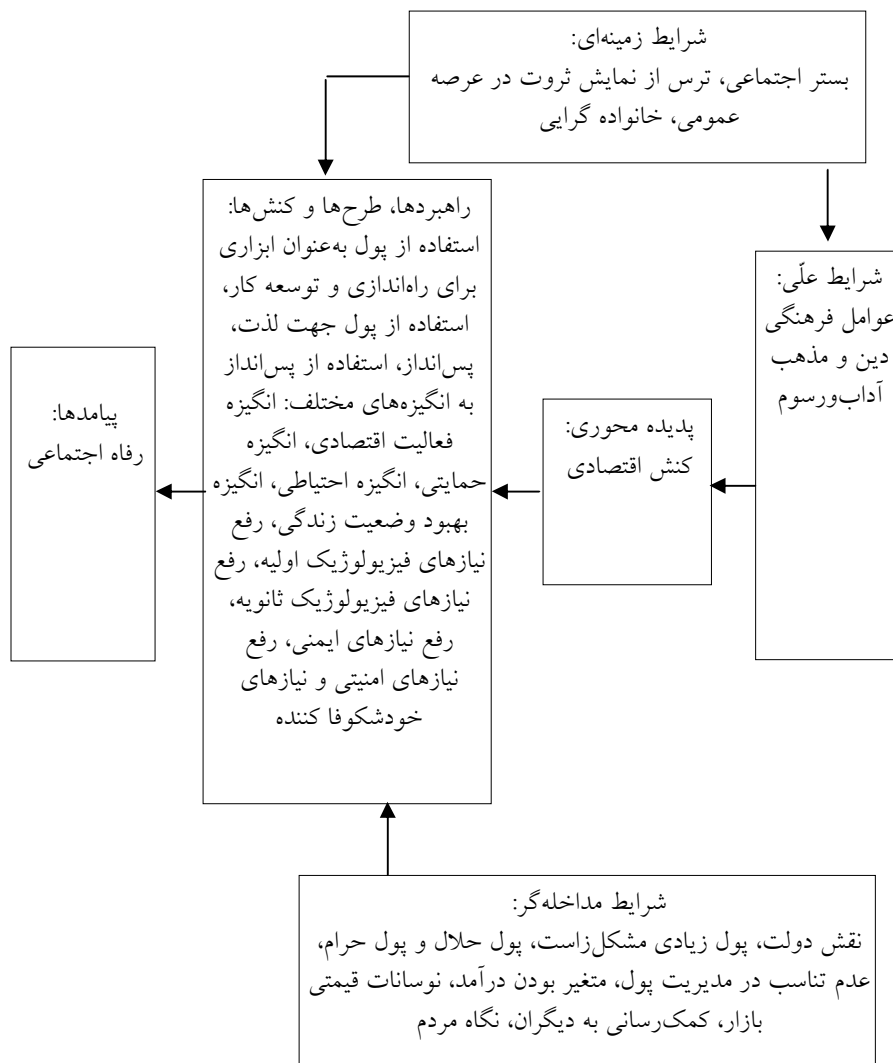 شرایط زمینه‌ای:
بستر اجتماعی، ترس از نمایش ثروت در عرصه
عمومی، خانواده گرایی
شرایط علّی:
عوامل فرهنگی
دین و مذهب
آداب‌ورسوم
پدیده محوری:
کنش اقتصادی
راهبردها، طرح‌ها و کنش‌ها:
استفاده از پول به‌عنوان ابزاری
برای راه‌اندازی و توسعه کار،
استفاده از پول جهت لذت،
پس‌انداز، استفاده از پس‌انداز
به انگیزه‌های مختلف: انگیزه
فعالیت اقتصادی، انگیزه
حمایتی، انگیزه احتیاطی، انگیزه
بهبود وضعیت زندگی، رفع
نیازهای فیزیولوژیک اولیه، رفع
نیازهای فیزیولوژیک ثانویه،
رفع نیازهای ایمنی، رفع
نیازهای امنیتی و نیازهای
خودشکوفا کننده
پیامدها:
رفاه اجتماعی
شرایط مداخله‌گر:
نقش دولت، پول زیادی مشکل‌زاست، پول حلال و پول حرام،
عدم تناسب در مدیریت پول، متغیر بودن درآمد، نوسانات قیمتی
بازار، کمک‌رسانی به دیگران، نگاه مردم